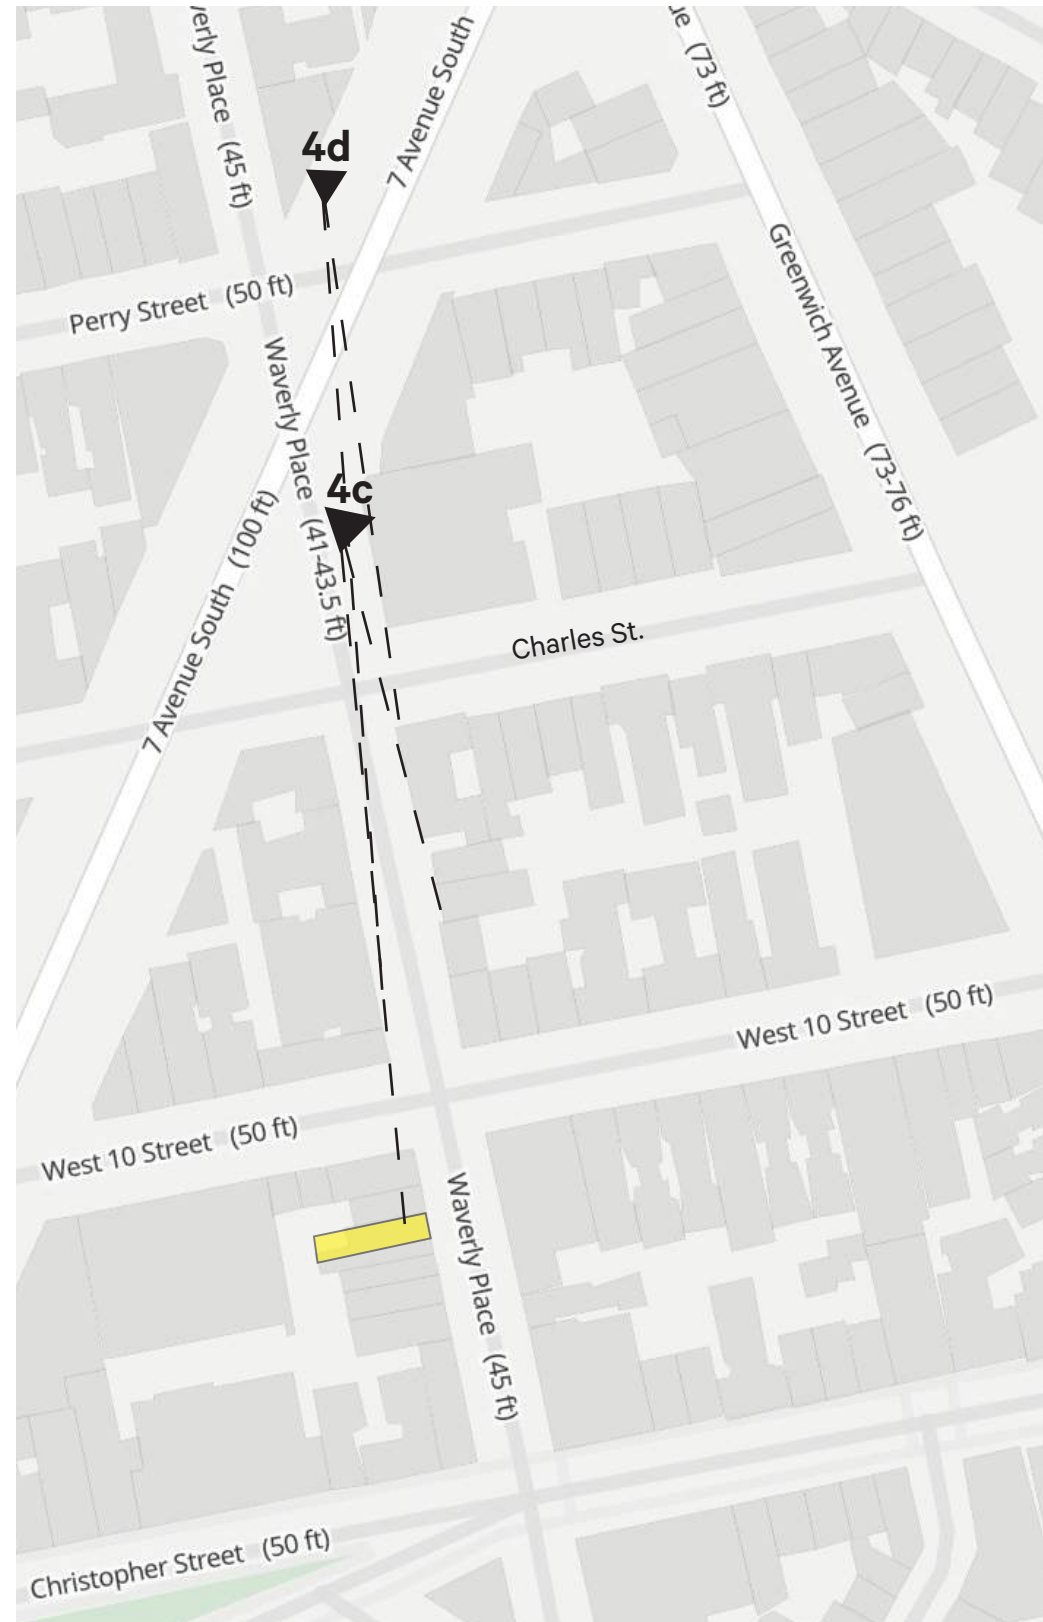 verly Place (45 ft)
7 Avenue South
ue (73 ft)
4d
Perry Street (50 ft)
Greenwich Avenue (73-76 ft)
Waverly Place (41-43.5 ft)
4c
7 Avenue South (100 ft)
Charles St.
West 10 Street (50 ft)
West 10 Street (50 ft)
Waverly Place (45 ft)
Christopher Street (50 ft)